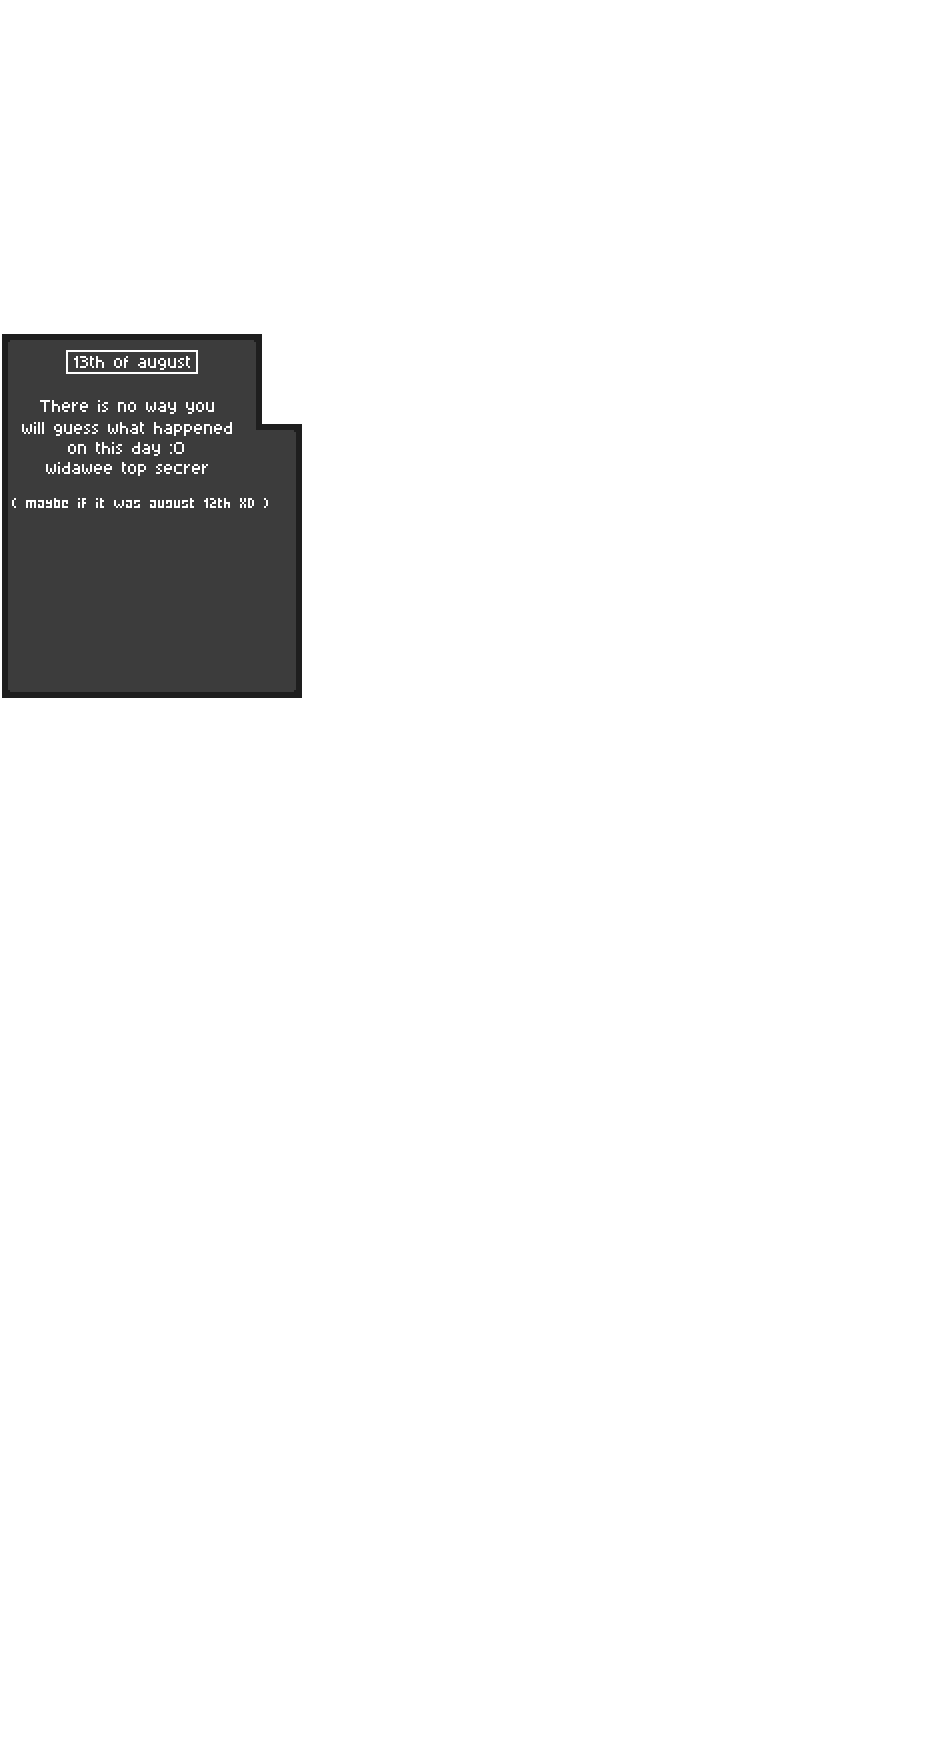 13th of august
There is no way you
will guess what happened
on this day :O
widawee top secrer
( maybe if it was august 12th XD )